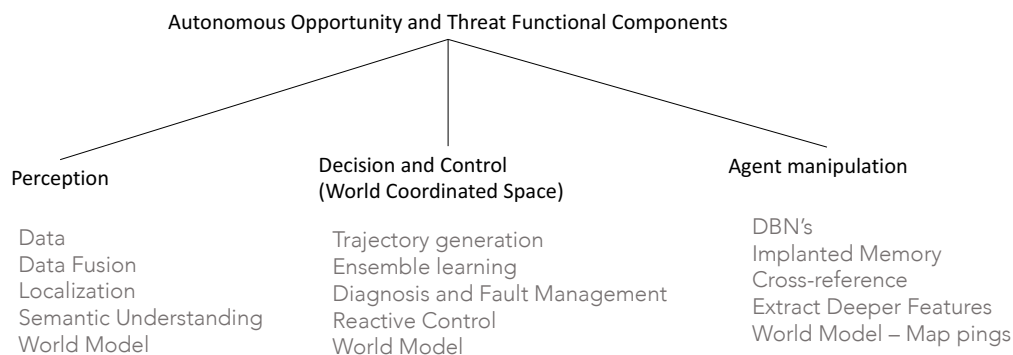 Autonomous Opportunity and Threat Functional Components
Perception
Decision and Control
(World Coordinated Space)
Agent manipulation
Data
Data Fusion
Localization
Semantic Understanding
World Model
Trajectory generation
Ensemble learning
Diagnosis and Fault Management
Reactive Control
World Model
DBN's
Implanted Memory
Cross-reference
Extract Deeper Features
World Model – Map pings